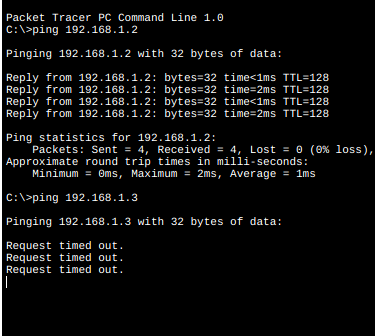 Packet Tracer PC Command Line 1.0
C:\>ping 192.168.1.2
Pinging 192.168.1.2 with 32 bytes of data:
Reply from 192.168.1.2: bytes=32 time<1ms TTL=128
Reply from 192.168.1.2: bytes=32 time=2ms TTL=128
Reply from 192.168.1.2: bytes=32 time<1ms TTL=128
Reply from 192.168.1.2: bytes=32 time=2ms TTL=128
Ping statistics for 192.168.1.2:
Packets: Sent = 4, Received = 4, Lost = 0 (0% loss),
Approximate round trip times in milli-seconds:
Minimum = 0ms, Maximum = 2ms, Average = 1ms
C:\>ping 192.168.1.3
Pinging 192.168.1.3 with 32 bytes of data:
Request timed out.
Request timed out.
Request timed out.